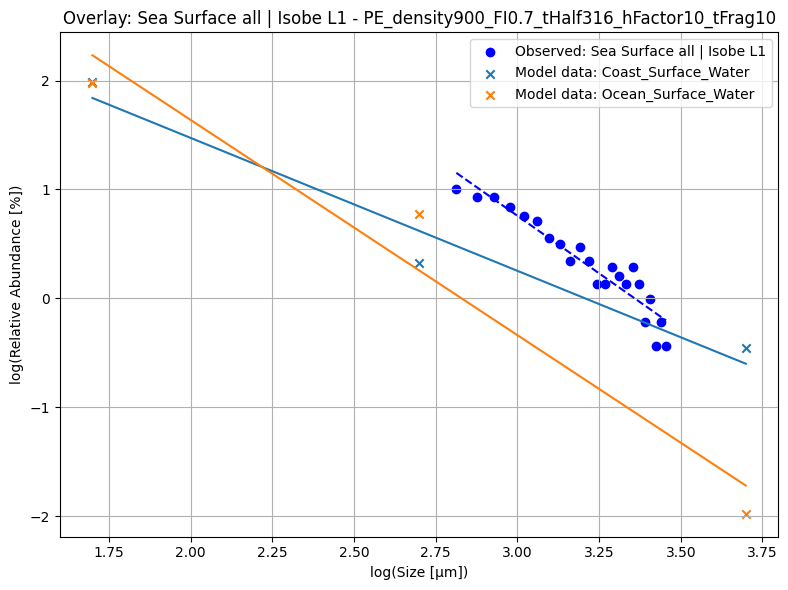 Overlay: Sea Surface all | Isobe L1 - PE_density900_FI0.7_tHalf316_hFactor10_tFrag10
Observed: Sea Surface all | Isobe L1
Model data: Coast_Surface_Water
Model data: Ocean_Surface_Water
log(Relative Abundance [%])
2
1
0
−1
−2
1.75
2.00
2.25
2.50
2.75
3.00
3.25
3.50
3.75
log(Size [μm])